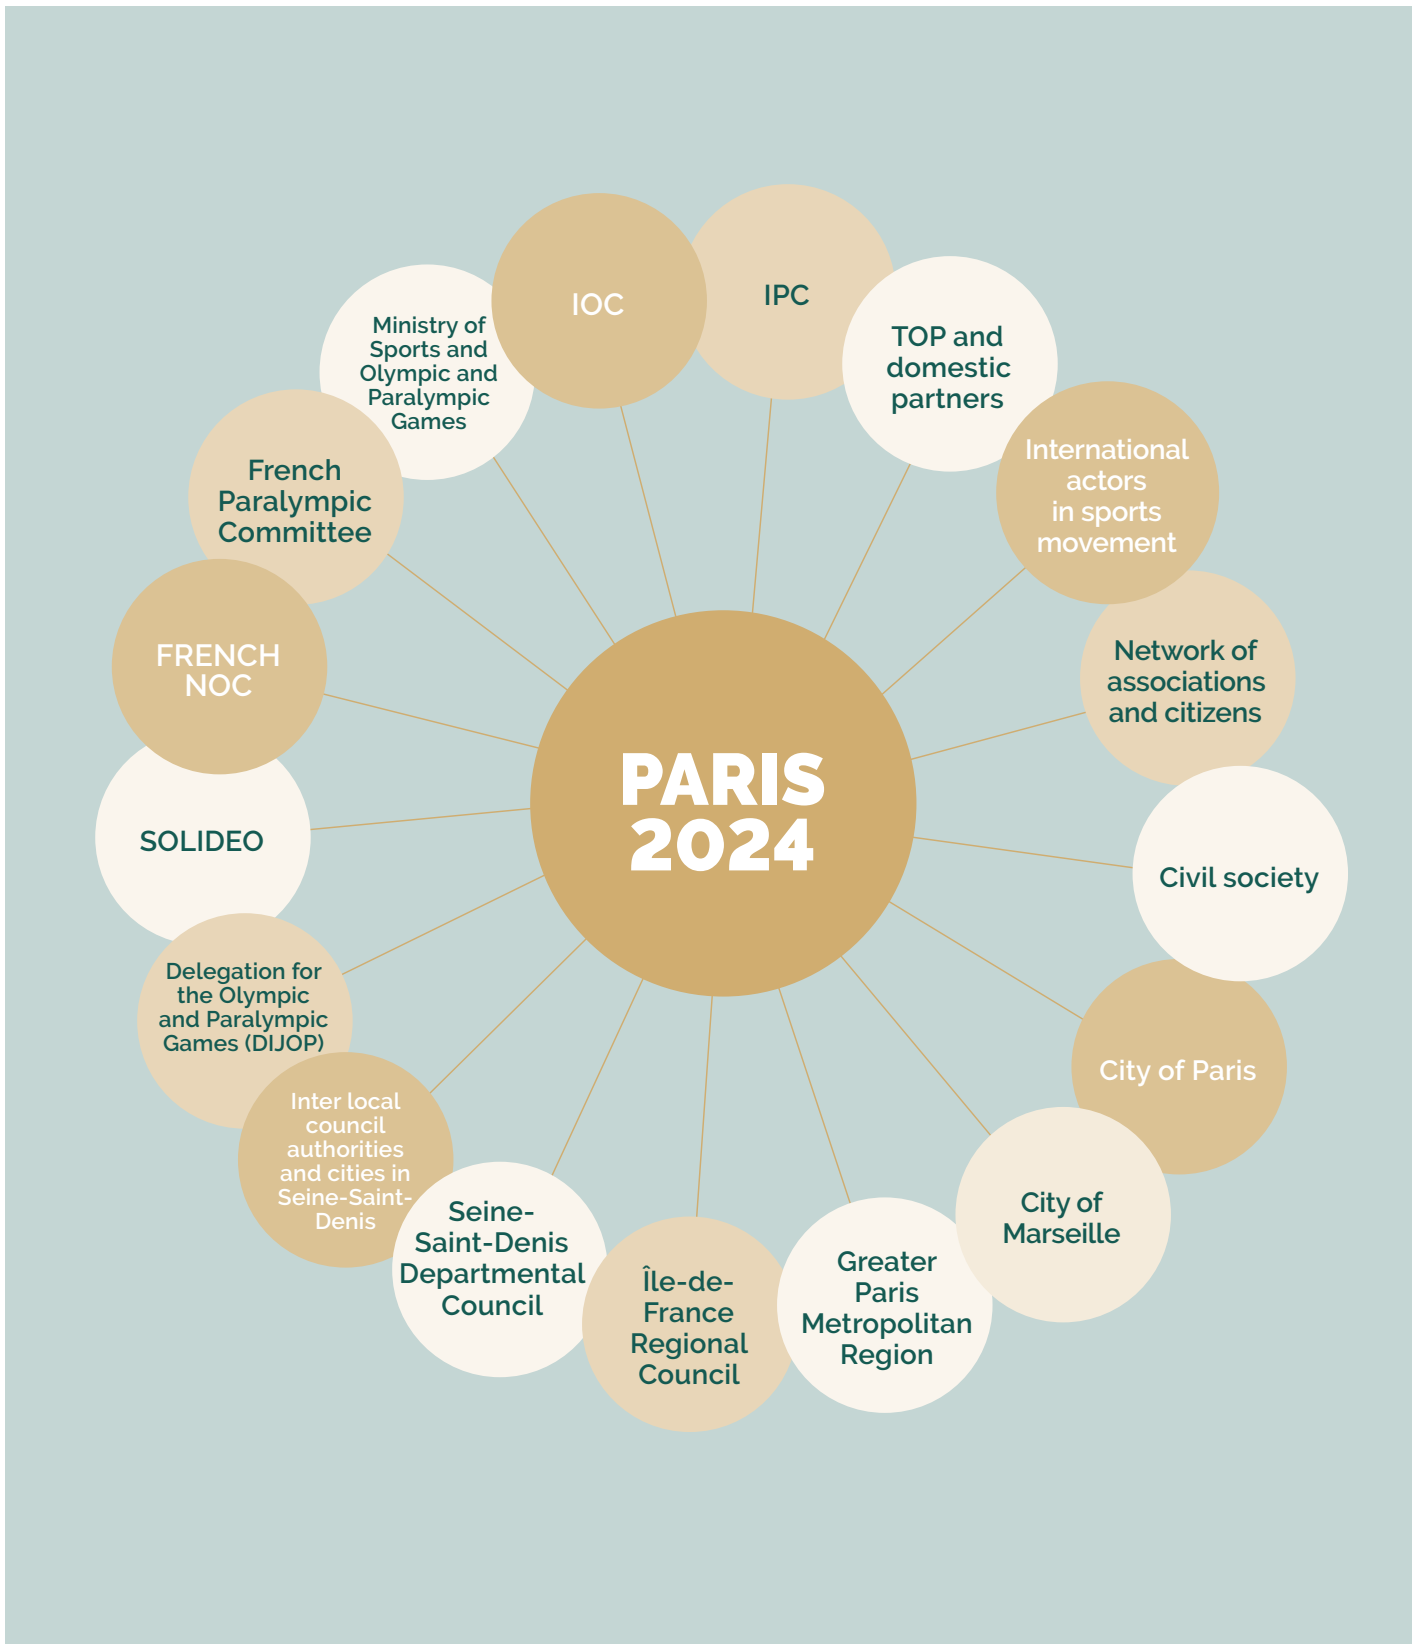 IOC
IPC
TOP and
domestic
partners
International
actors
in sports
movement
Network of
associations
and citizens
Civil society
City of Paris
City of
Marseille
Greater
Paris
Metropolitan
Region
Île-de-
France
Regional
Council
Seine-
Saint-Denis
Departmental
Council
Inter local
council
authorities
and cities in
Seine-Saint-
Denis
Delegation for
the Olympic
and Paralympic
Games (DIJOP)
SOLIDEO
FRENCH
NOC
French
Paralympic
Committee
Ministry of
Sports and
Olympic and
Paralympic
Games
PARIS
2024